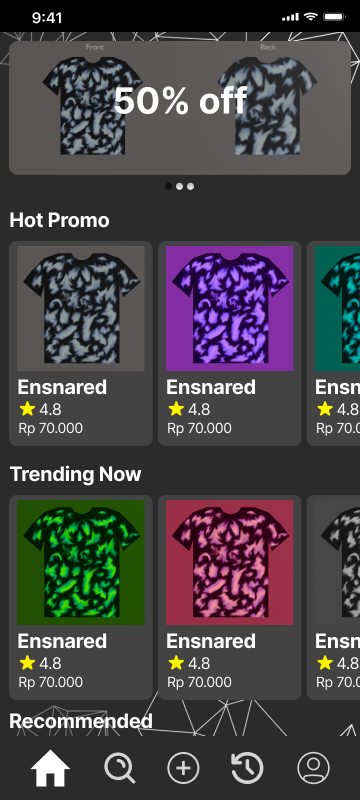 9:41
Front Back
50% off
Hot Promo
Ensnared Ensnared Ensn
4.8 4.8 4.8
Rp 70.000 Rp 70.000 Rp 70.0
Trending Now
Ensnared Ensnared Ensn
4.8 4.8 4.8
Rp 70.000 Rp 70.000 Rp 70.0
Recommended